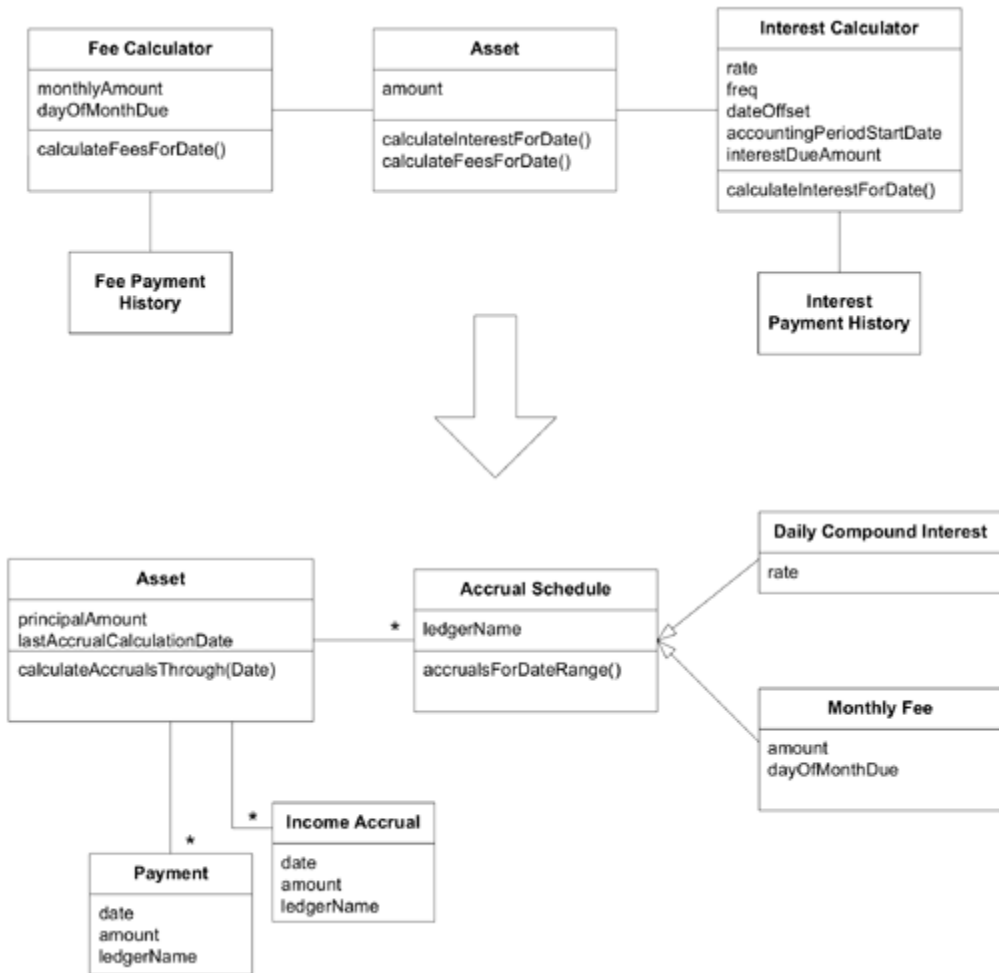 Fee Calculator
monthlyAmount
dayOfMonthDue
calculateFeesForDate()
Asset
amount
calculateInterestForDate()
calculateFeesForDate()
Interest Calculator
rate
freq
dateOffset
accountingPeriodStartDate
interestDueAmount
calculateInterestForDate()
Fee Payment
History
Interest
Payment History
Asset
principalAmount
lastAccrualCalculationDate
calculateAccrualsThrough(Date)
*
Accrual Schedule
ledgerName
accrualsForDateRange()
Daily Compound Interest
rate
Monthly Fee
amount
dayOfMonthDue
*
Income Accrual
date
amount
ledgerName
*
Payment
date
amount
ledgerName